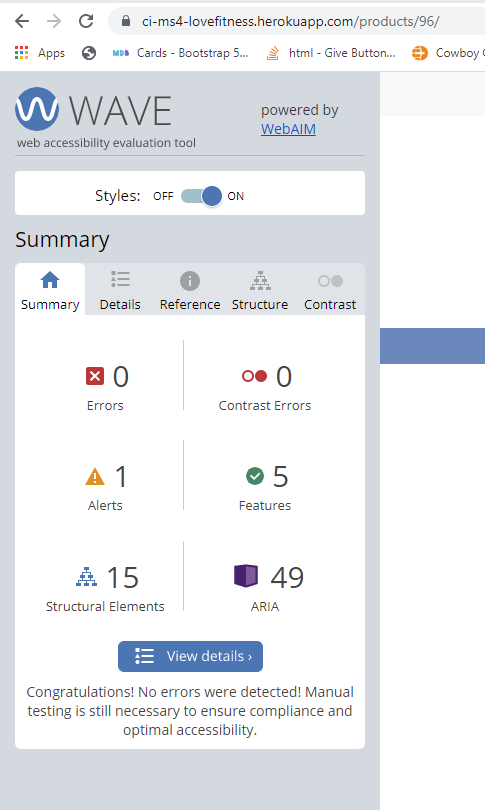 ci-ms4-lovefitness.herokuapp.com/products/96/
Apps
MDB Cards - Bootstrap 5...
html - Give Button...
Cowboy C
WAVE
web accessibility evaluation tool
powered by
WebAIM
Styles: OFF ON
Summary
Summary Details Reference Structure Contrast
0 0
Errors Contrast Errors
1 5
Alerts Features
15 49
Structural Elements ARIA
View details ›
Congratulations! No errors were detected! Manual
testing is still necessary to ensure compliance and
optimal accessibility.